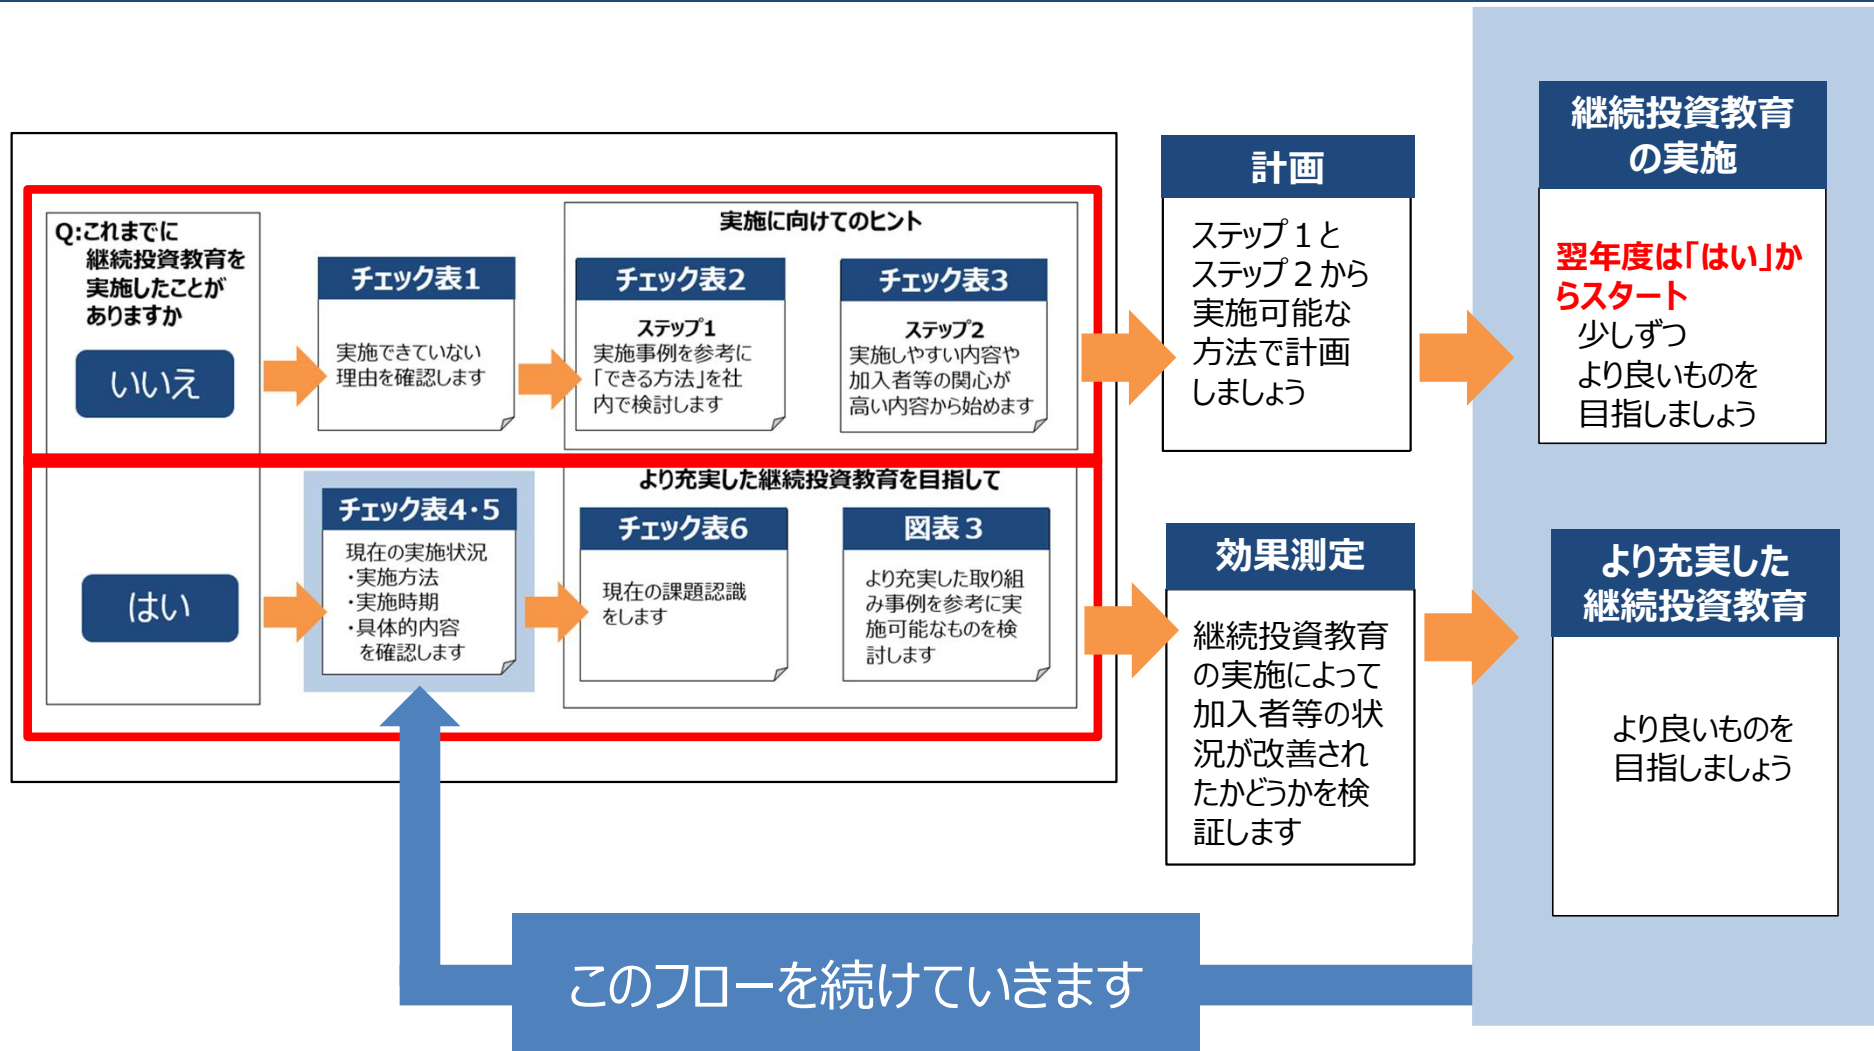 Q:これまでに
継続投資教育を
実施したことが
ありますか
いいえ
チェック表1
実施できていない
理由を確認します
実施に向けてのヒント
チェック表2
ステップ1
実施事例を参考に
「できる方法」を社
内で検討します
チェック表3
ステップ2
実施しやすい内容や
加入者等の関心が
高い内容から始めます
計画
ステップ１と
ステップ２から
実施可能な
方法で計画
しましょう
継続投資教育
の実施
翌年度は「はい」か
らスタート
少しずつ
より良いものを
目指しましょう
はい
チェック表4・5
現在の実施状況
・実施方法
・実施時期
・具体的内容
を確認します
より充実した継続投資教育を目指して
チェック表6
現在の課題認識
をします
図表３
より充実した取り組
み事例を参考に実
施可能なものを検
討します
効果測定
継続投資教育
の実施によって
加入者等の状
況が改善され
たかどうかを検
証します
より充実した
継続投資教育
より良いものを
目指しましょう
このフローを続けていきます